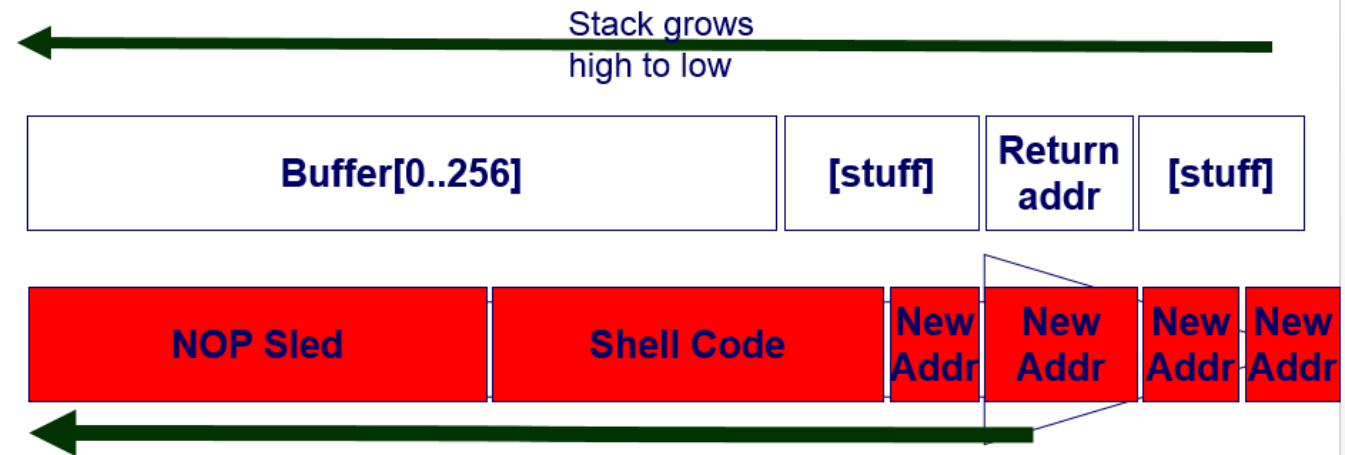 Stack grows
high to low
Buffer[0..256]
[stuff]
Return
addr
[stuff]
NOP Sled
Shell Code
New
Addr
New
Addr
New
Addr
New
Addr